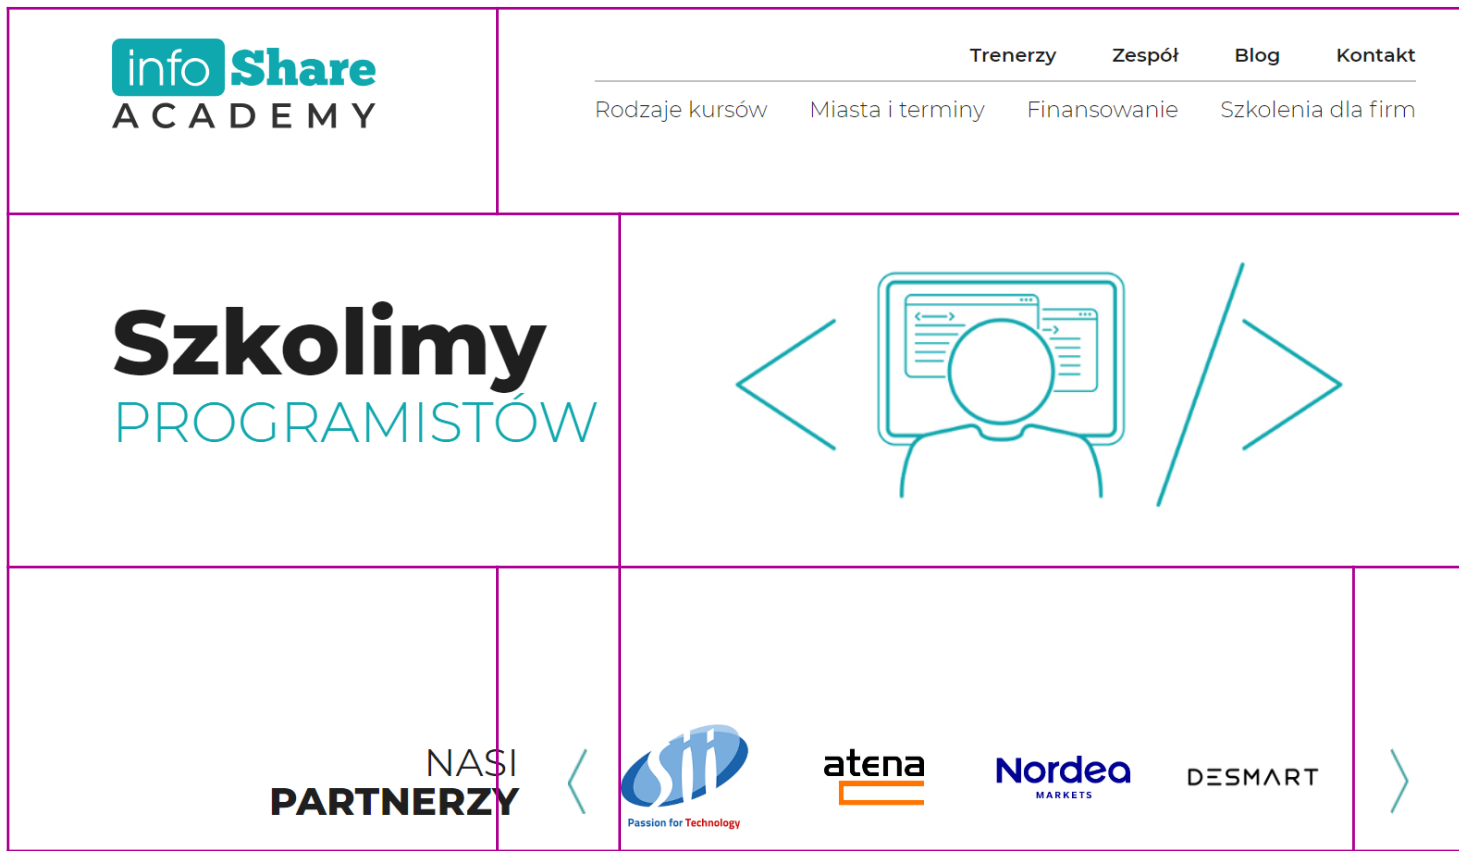 info Share
ACADEMY
Trenerzy Zespół Blog Kontakt
Rodzaje kursów Miasta i terminy Finansowanie Szkolenia dla firm
Szkolimy
PROGRAMISTÓW
NASI
PARTNERZY
sii
Passion for Technology
atena
Nordea
MARKETS
DESMART